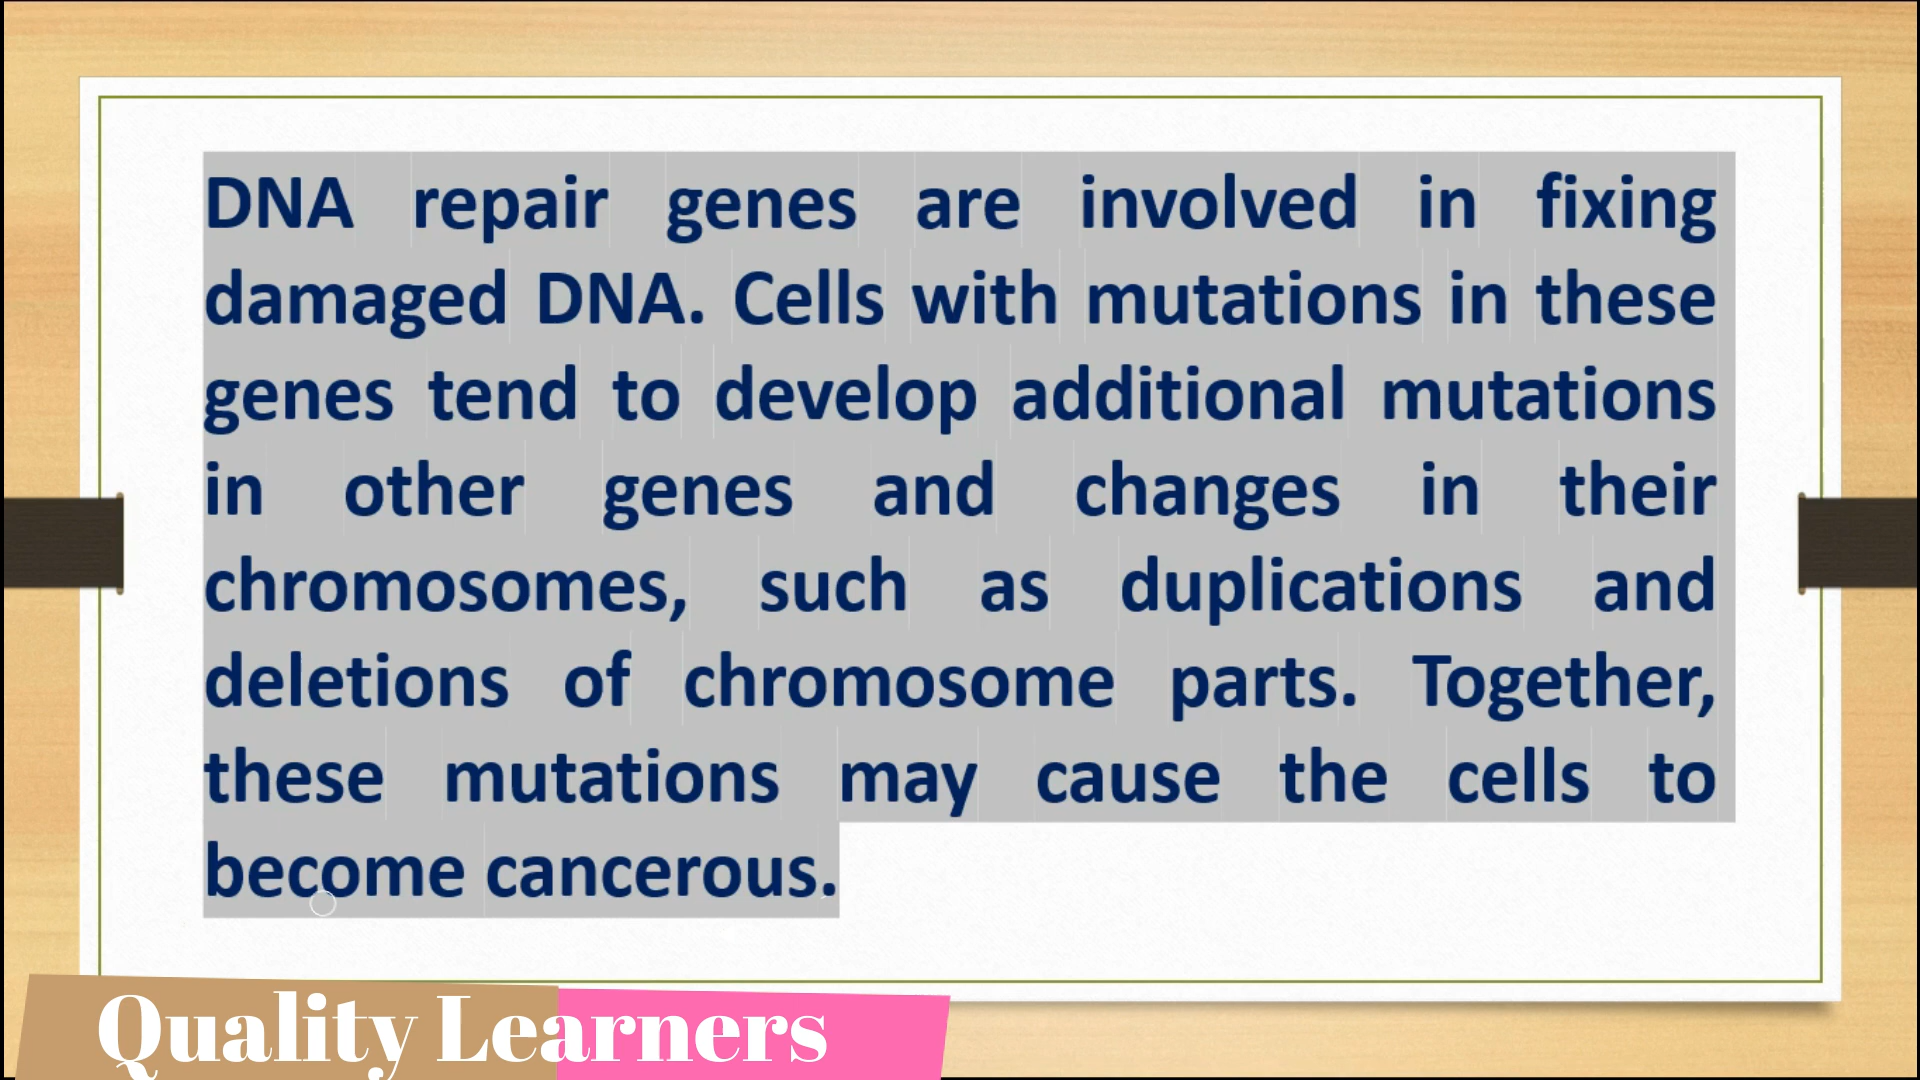 DNA repair genes are involved in fixing
damaged DNA. Cells with mutations in these
genes tend to develop additional mutations
in other genes and changes in their
chromosomes, such as duplications and
deletions of chromosome parts. Together,
these mutations may cause the cells to
become cancerous.
Quality Learners